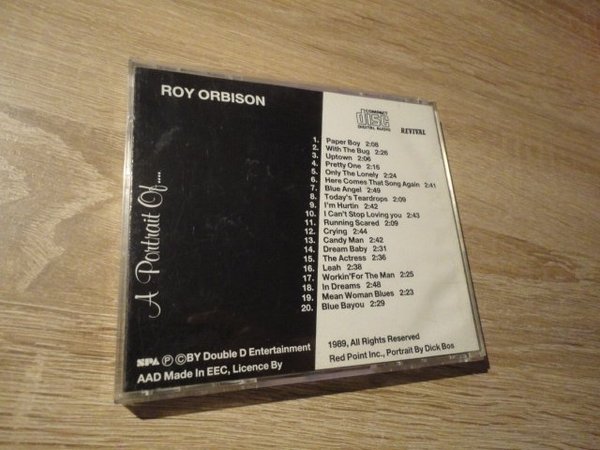 ROY ORBISON
A Portrait Of....
COMPACT
disc
DIGITAL AUDIO
REVIVAL
1. Paper Boy 2:08
2. With The Bug 2:26
3. Uptown 2:06
4. Pretty One 2:16
5. Only The Lonely 2:24
6. Here Comes That Song Again 2:41
7. Blue Angel 2:49
8. Today's Teardrops 2:09
9. I'm Hurtin 2:42
10. I Can't Stop Loving you 2:43
11. Running Scared 2:09
12. Crying 2:44
13. Candy Man 2:42
14. Dream Baby 2:31
15. The Actress 2:36
16. Leah 2:38
17. Workin'For The Man 2:25
18. In Dreams 2:48
19. Mean Woman Blues 2:23
20. Blue Bayou 2:29
SPA ℗ ©BY Double D Entertainment
AAD Made In EEC, Licence By
1989, All Rights Reserved
Red Point Inc., Portrait By Dick Bos